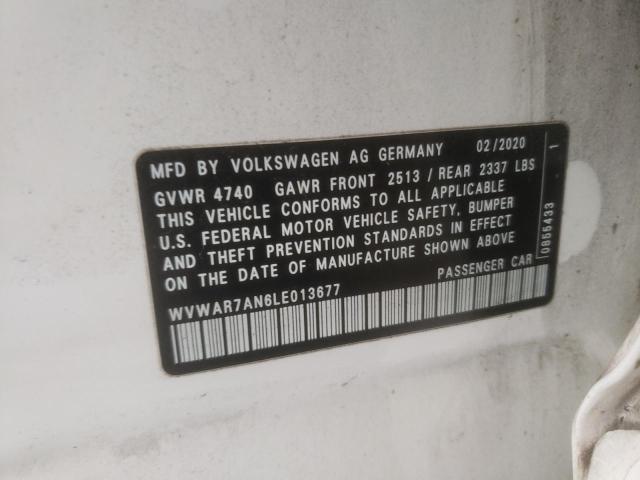 MFD BY VOLKSWAGEN AG GERMANY 02/2020
GVWR 4740 GAWR FRONT 2513 / REAR 2337 LBS
THIS VEHICLE CONFORMS TO ALL APPLICABLE
U.S. FEDERAL MOTOR VEHICLE SAFETY, BUMPER
AND THEFT PREVENTION STANDARDS IN EFFECT
ON THE DATE OF MANUFACTURE SHOWN ABOVE
WVWAR7AN6LE013677 PASSENGER CAR
0855433 1